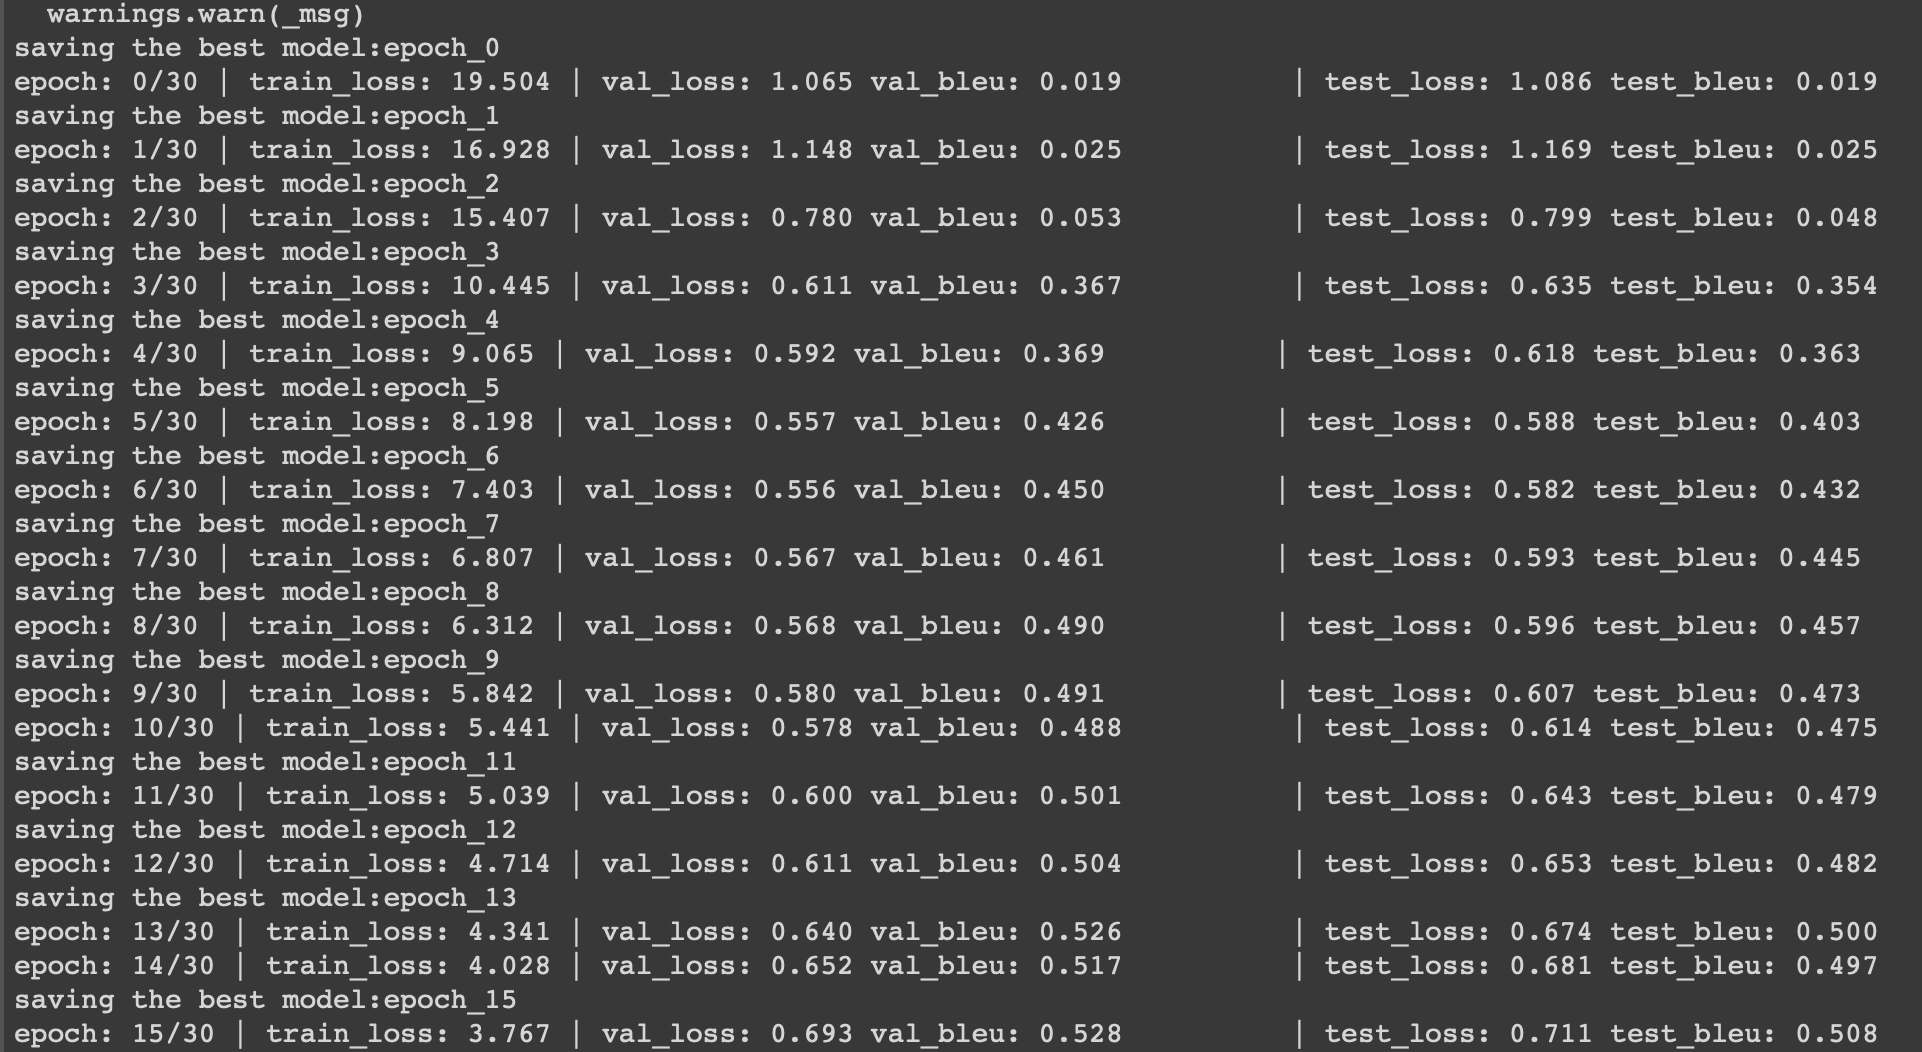 warnings.warn(_msg)
saving the best model:epoch_0
epoch: 0/30 | train_loss: 19.504 | val_loss: 1.065 val_bleu: 0.019 | test_loss: 1.086 test_bleu: 0.019
saving the best model:epoch_1
epoch: 1/30 | train_loss: 16.928 | val_loss: 1.148 val_bleu: 0.025 | test_loss: 1.169 test_bleu: 0.025
saving the best model:epoch_2
epoch: 2/30 | train_loss: 15.407 | val_loss: 0.780 val_bleu: 0.053 | test_loss: 0.799 test_bleu: 0.048
saving the best model:epoch_3
epoch: 3/30 | train_loss: 10.445 | val_loss: 0.611 val_bleu: 0.367 | test_loss: 0.635 test_bleu: 0.354
saving the best model:epoch_4
epoch: 4/30 | train_loss: 9.065 | val_loss: 0.592 val_bleu: 0.369 | test_loss: 0.618 test_bleu: 0.363
saving the best model:epoch_5
epoch: 5/30 | train_loss: 8.198 | val_loss: 0.557 val_bleu: 0.426 | test_loss: 0.588 test_bleu: 0.403
saving the best model:epoch_6
epoch: 6/30 | train_loss: 7.403 | val_loss: 0.556 val_bleu: 0.450 | test_loss: 0.582 test_bleu: 0.432
saving the best model:epoch_7
epoch: 7/30 | train_loss: 6.807 | val_loss: 0.567 val_bleu: 0.461 | test_loss: 0.593 test_bleu: 0.445
saving the best model:epoch_8
epoch: 8/30 | train_loss: 6.312 | val_loss: 0.568 val_bleu: 0.490 | test_loss: 0.596 test_bleu: 0.457
saving the best model:epoch_9
epoch: 9/30 | train_loss: 5.842 | val_loss: 0.580 val_bleu: 0.491 | test_loss: 0.607 test_bleu: 0.473
epoch: 10/30 | train_loss: 5.441 | val_loss: 0.578 val_bleu: 0.488 | test_loss: 0.614 test_bleu: 0.475
saving the best model:epoch_11
epoch: 11/30 | train_loss: 5.039 | val_loss: 0.600 val_bleu: 0.501 | test_loss: 0.643 test_bleu: 0.479
saving the best model:epoch_12
epoch: 12/30 | train_loss: 4.714 | val_loss: 0.611 val_bleu: 0.504 | test_loss: 0.653 test_bleu: 0.482
saving the best model:epoch_13
epoch: 13/30 | train_loss: 4.341 | val_loss: 0.640 val_bleu: 0.526 | test_loss: 0.674 test_bleu: 0.500
epoch: 14/30 | train_loss: 4.028 | val_loss: 0.652 val_bleu: 0.517 | test_loss: 0.681 test_bleu: 0.497
saving the best model:epoch_15
epoch: 15/30 | train_loss: 3.767 | val_loss: 0.693 val_bleu: 0.528 | test_loss: 0.711 test_bleu: 0.508